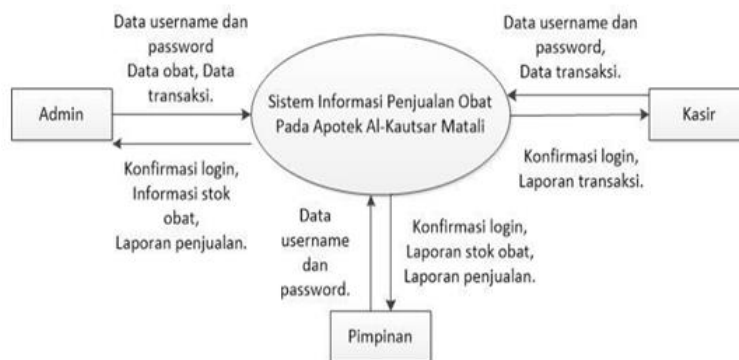 Data username dan
password
Data obat, Data
transaksi.
Admin
Konfirmasi login,
Informasi stok
obat,
Laporan penjualan.
Sistem Informasi Penjualan Obat
Pada Apotek Al-Kautsar Matali
Data username dan
password,
Data transaksi.
Kasir
Konfirmasi login,
Laporan transaksi.
Data
username
dan
password.
Konfirmasi login,
Laporan stok obat,
Laporan penjualan.
Pimpinan